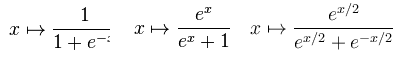 x ↦ 1/(1 + e^{-x}) x ↦ e^x/(e^x + 1) x ↦ e^{x/2}/(e^{x/2} + e^{-x/2})